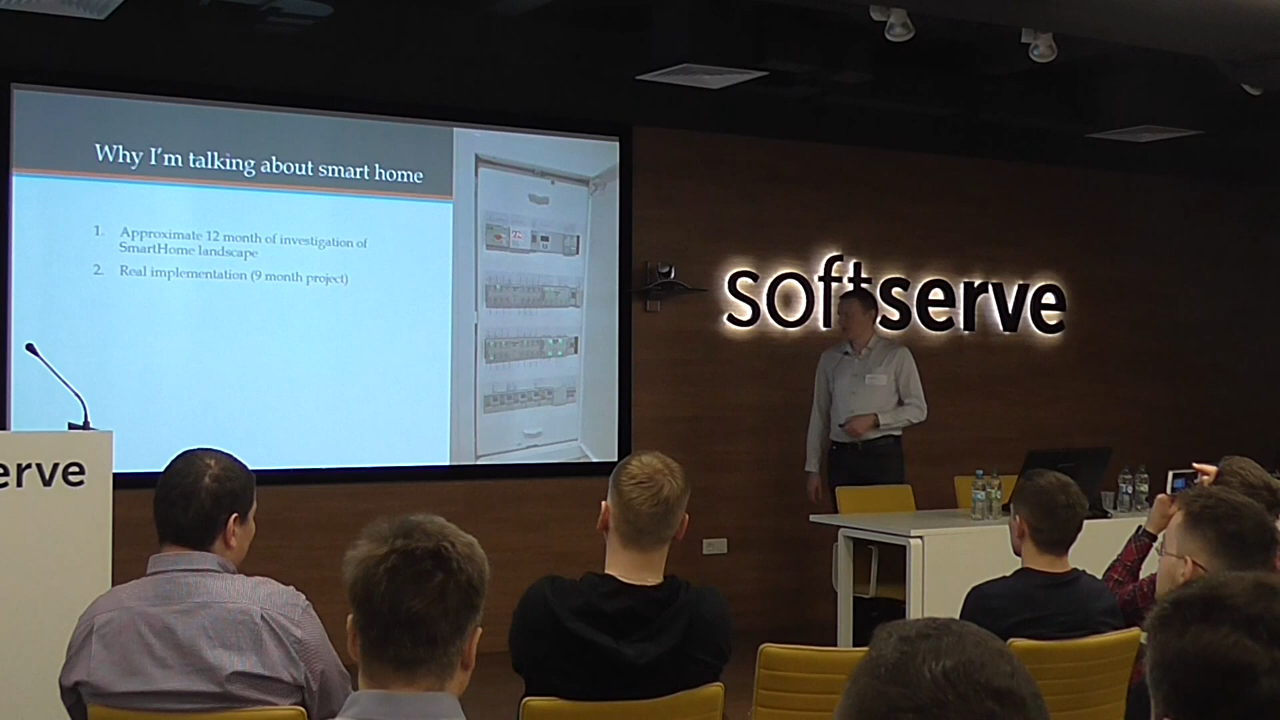 Why I'm talking about smart home
1. Approximate 12 month of investigation of
SmartHome landscape
2. Real implementation (9 month project)
softserve
erve